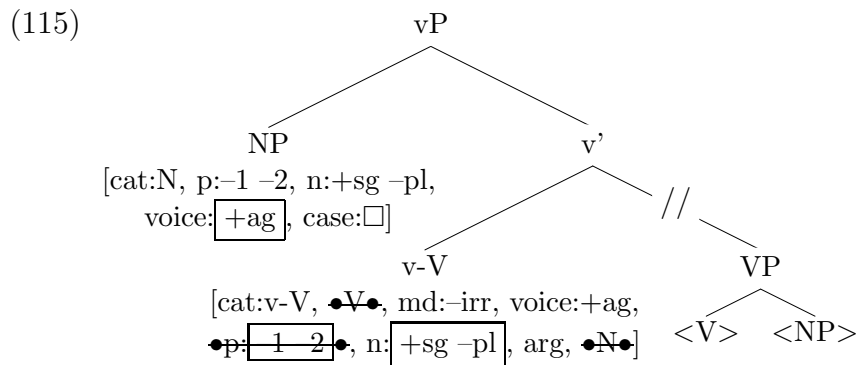 (115)
vP
NP
v’
[cat:N, p:–1 –2, n:+sg –pl,
voice: +ag , case:□]
//
v-V
VP
[cat:v-V, ●V●, md:–irr, voice:+ag,
●p: –1 –2 ●, n: +sg –pl , arg, ●N●]
<V> <NP>